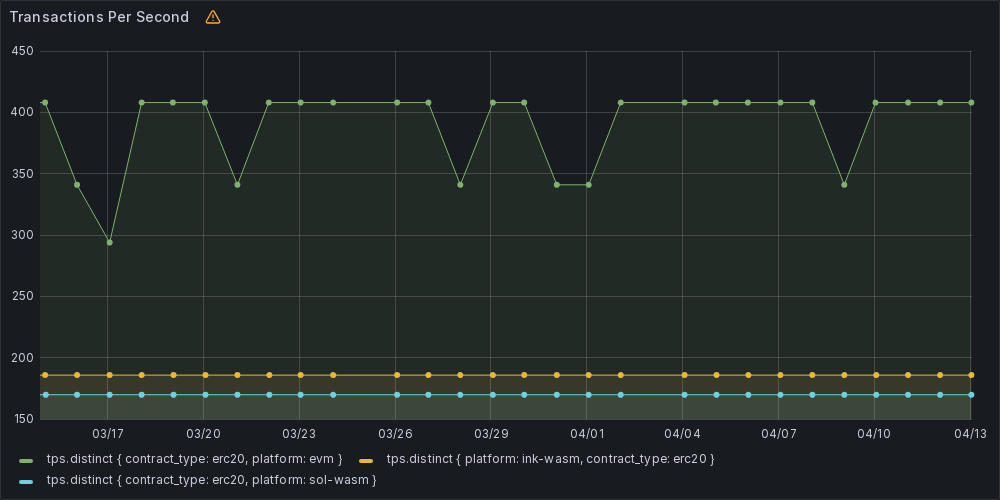 Transactions Per Second
450
400
350
300
250
200
150
03/17 03/20 03/23 03/26 03/29 04/01 04/04 04/07 04/10 04/13
tps.distinct { contract_type: erc20, platform: evm } tps.distinct { platform: ink-wasm, contract_type: erc20 }
tps.distinct { contract_type: erc20, platform: sol-wasm }